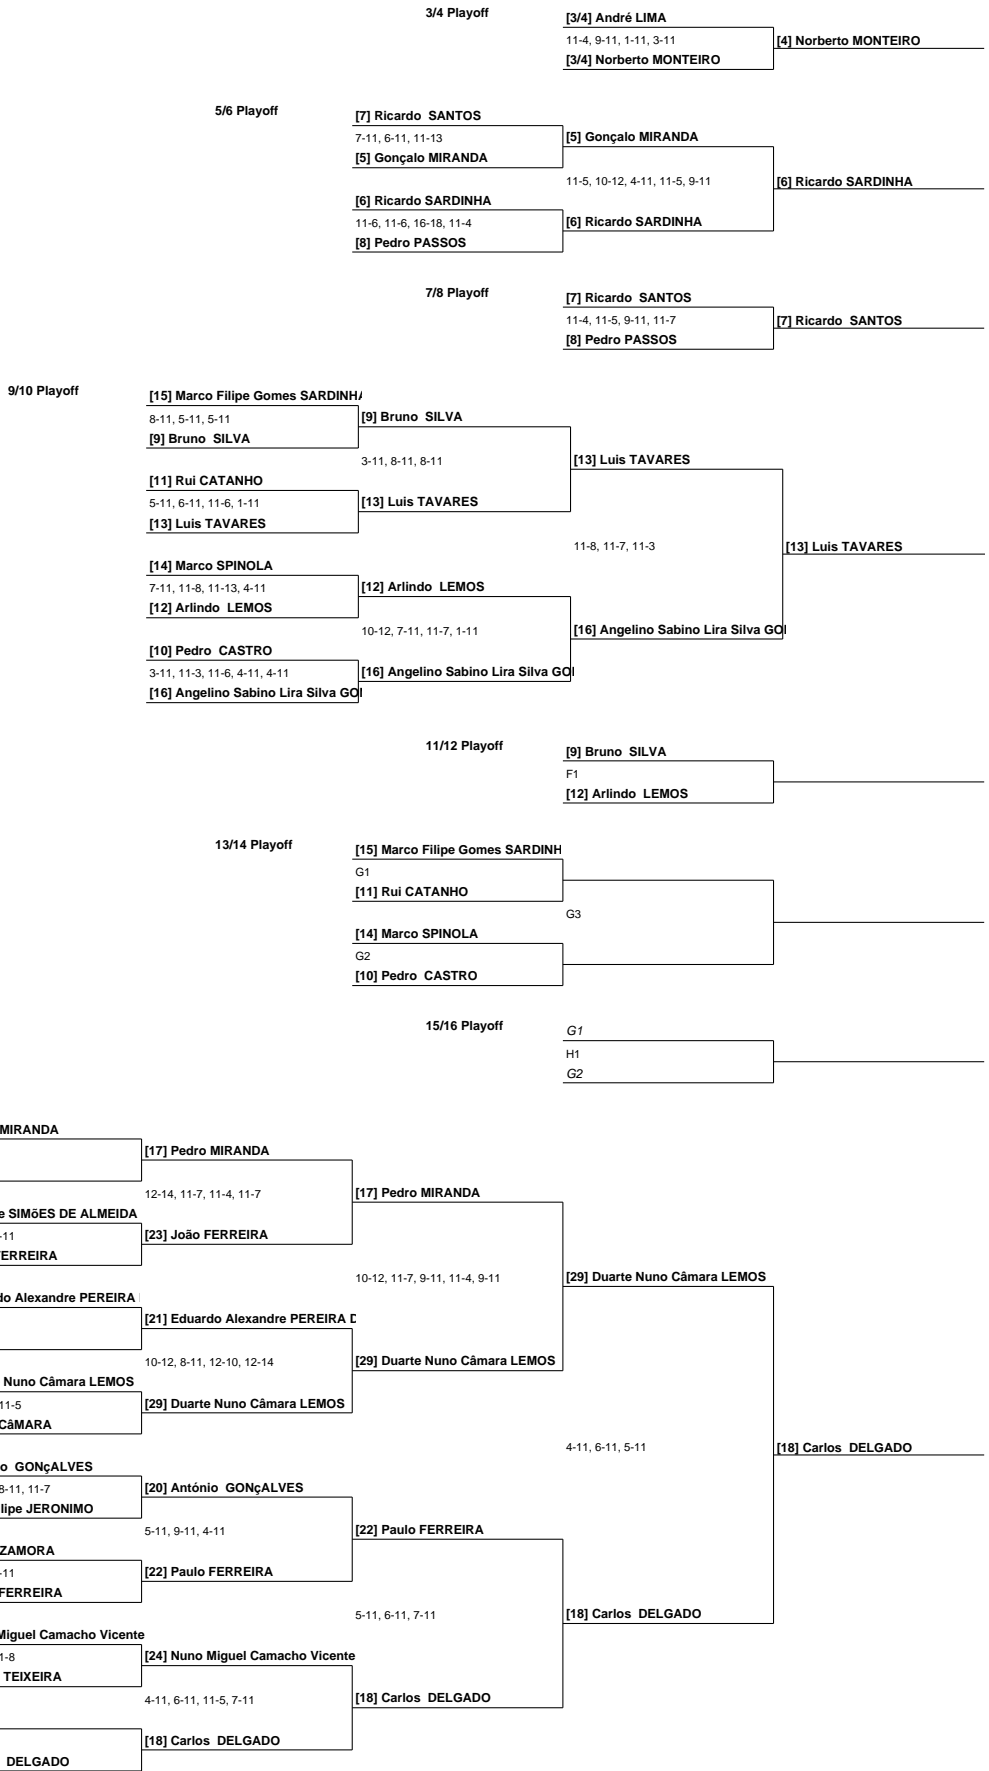 3/4 Playoff
[3/4] André LIMA
11-4, 9-11, 1-11, 3-11
[4] Norberto MONTEIRO
[3/4] Norberto MONTEIRO
5/6 Playoff
[7] Ricardo SANTOS
7-11, 6-11, 11-13
[5] Gonçalo MIRANDA
[5] Gonçalo MIRANDA
11-5, 10-12, 4-11, 11-5, 9-11
[6] Ricardo SARDINHA
[6] Ricardo SARDINHA
11-6, 11-6, 16-18, 11-4
[6] Ricardo SARDINHA
[8] Pedro PASSOS
7/8 Playoff
[7] Ricardo SANTOS
11-4, 11-5, 9-11, 11-7
[7] Ricardo SANTOS
[8] Pedro PASSOS
9/10 Playoff
[15] Marco Filipe Gomes SARDINHA
8-11, 5-11, 5-11
[9] Bruno SILVA
[9] Bruno SILVA
3-11, 8-11, 8-11
[13] Luis TAVARES
[11] Rui CATANHO
5-11, 6-11, 11-6, 1-11
[13] Luis TAVARES
[13] Luis TAVARES
11-8, 11-7, 11-3
[13] Luis TAVARES
[14] Marco SPINOLA
7-11, 11-8, 11-13, 4-11
[12] Arlindo LEMOS
[12] Arlindo LEMOS
10-12, 7-11, 11-7, 1-11
[16] Angelino Sabino Lira Silva GO
[10] Pedro CASTRO
3-11, 11-3, 11-6, 4-11, 4-11
[16] Angelino Sabino Lira Silva GO
[16] Angelino Sabino Lira Silva GO
11/12 Playoff
[9] Bruno SILVA
F1
[12] Arlindo LEMOS
13/14 Playoff
[15] Marco Filipe Gomes SARDINH
G1
[11] Rui CATANHO
G3
[14] Marco SPINOLA
G2
[10] Pedro CASTRO
15/16 Playoff
G1
H1
G2
MIRANDA
[17] Pedro MIRANDA
12-14, 11-7, 11-4, 11-7
[17] Pedro MIRANDA
e SIMõES DE ALMEIDA
-11
[23] João FERREIRA
FERREIRA
10-12, 11-7, 9-11, 11-4, 9-11
[29] Duarte Nuno Câmara LEMOS
do Alexandre PEREIRA
[21] Eduardo Alexandre PEREIRA D
10-12, 8-11, 12-10, 12-14
[29] Duarte Nuno Câmara LEMOS
Nuno Câmara LEMOS
11-5
[29] Duarte Nuno Câmara LEMOS
CâMARA
4-11, 6-11, 5-11
[18] Carlos DELGADO
o GONçALVES
8-11, 11-7
[20] António GONçALVES
lipe JERONIMO
5-11, 9-11, 4-11
[22] Paulo FERREIRA
ZAMORA
-11
[22] Paulo FERREIRA
FERREIRA
5-11, 6-11, 7-11
[18] Carlos DELGADO
Miguel Camacho Vicente
1-8
[24] Nuno Miguel Camacho Vicente
TEIXEIRA
4-11, 6-11, 11-5, 7-11
[18] Carlos DELGADO
[18] Carlos DELGADO
DELGADO